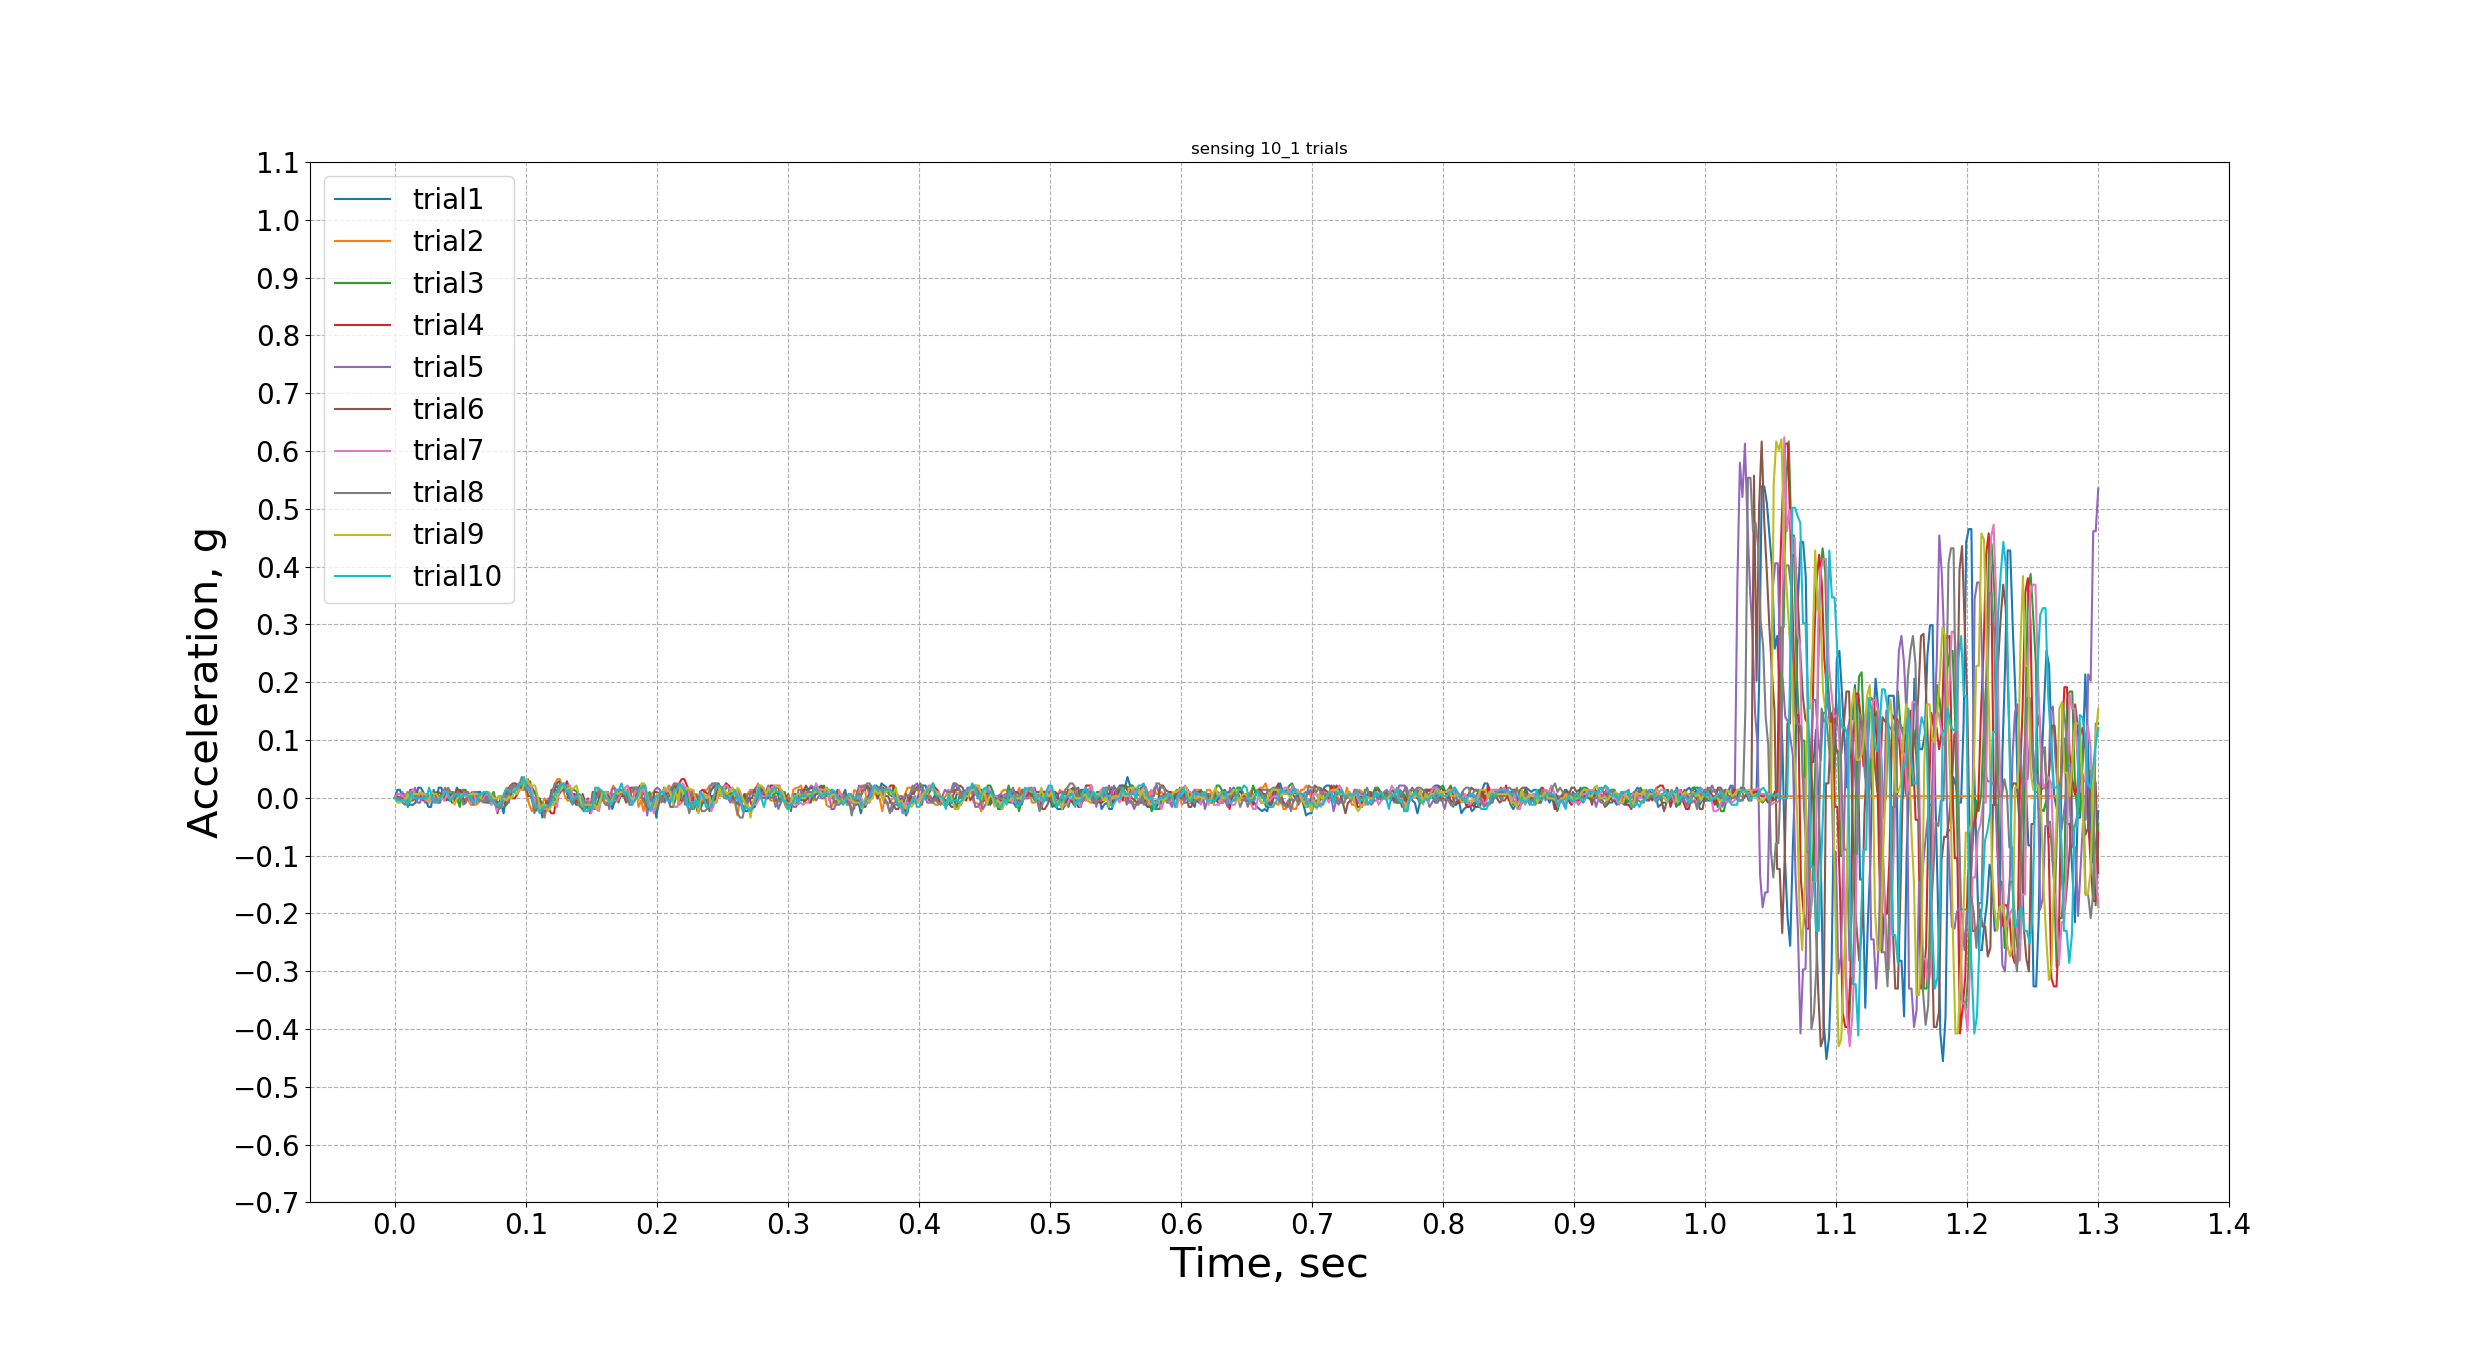 sensing 10_1 trials
1.1
1.0
0.9
0.8
0.7
0.6
0.5
0.4
0.3
0.2
0.1
0.0
−0.1
−0.2
−0.3
−0.4
−0.5
−0.6
−0.7
Acceleration, g
trial1
trial2
trial3
trial4
trial5
trial6
trial7
trial8
trial9
trial10
0.0 0.1 0.2 0.3 0.4 0.5 0.6 0.7 0.8 0.9 1.0 1.1 1.2 1.3 1.4
Time, sec